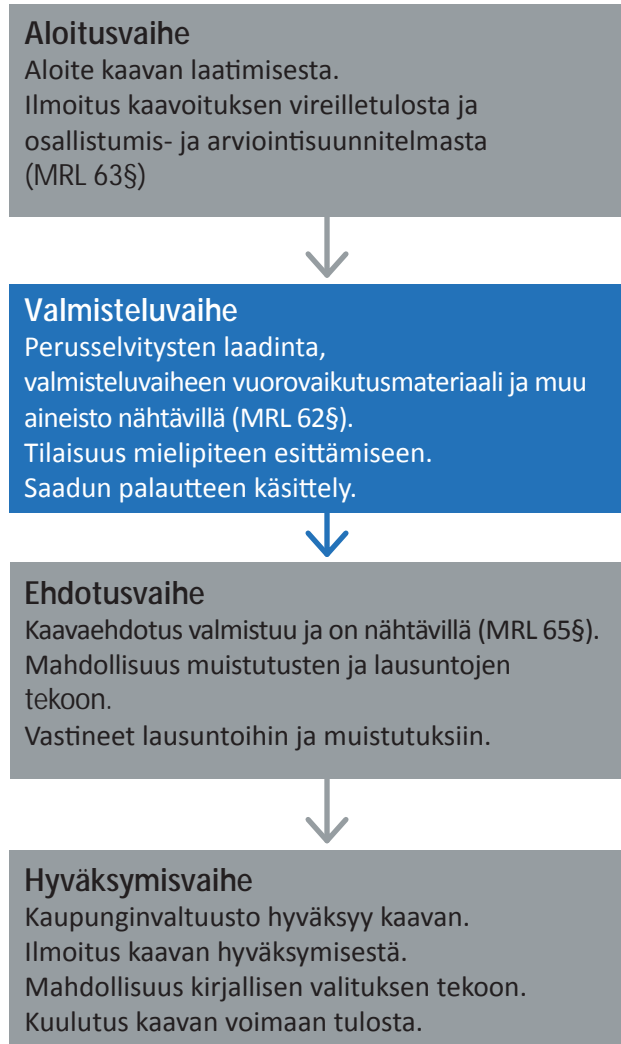 Aloitusvaihe
Aloite kaavan laatimisesta.
Ilmoitus kaavoituksen vireilletulosta ja
osallistumis- ja arviointisuunnitelmasta
(MRL 63§)
Valmisteluvaihe
Perusselvitysten laadinta,
valmisteluvaiheen vuorovaikutusmateriaali ja muu
aineisto nähtävillä (MRL 62§).
Tilaisuus mielipiteen esittämiseen.
Saadun palautteen käsittely.
Ehdotusvaihe
Kaavaehdotus valmistuu ja on nähtävillä (MRL 65§).
Mahdollisuus muistutusten ja lausuntojen
tekoon.
Vastineet lausuntoihin ja muistutuksiin.
Hyväksymisvaihe
Kaupunginvaltuusto hyväksyy kaavan.
Ilmoitus kaavan hyväksymisestä.
Mahdollisuus kirjallisen valituksen tekoon.
Kuulutus kaavan voimaan tulosta.